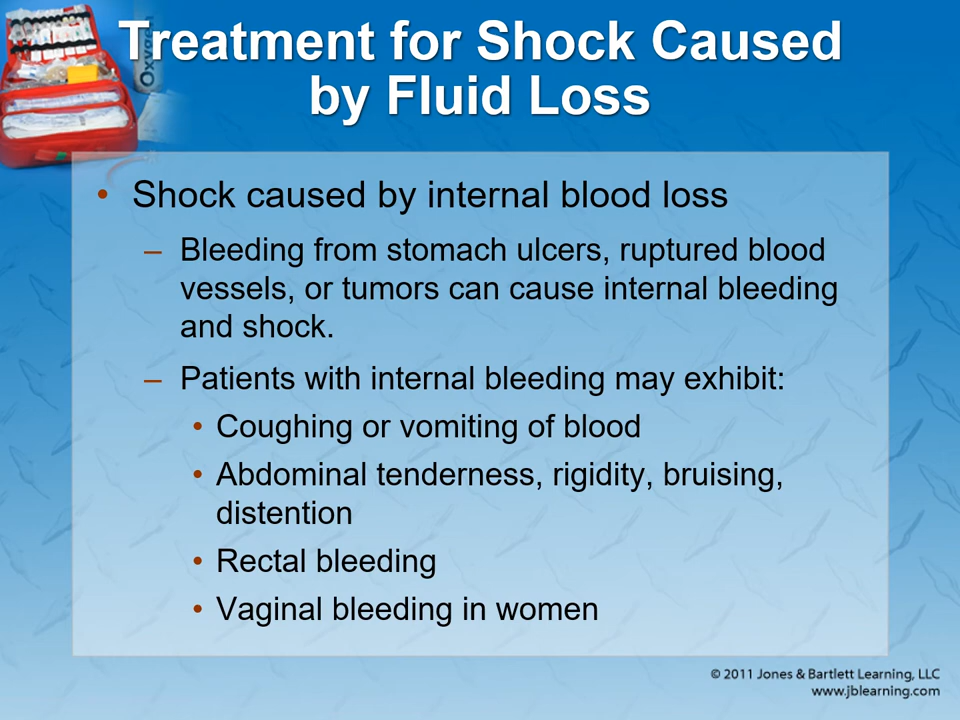 Treatment for Shock Caused
by Fluid Loss
Oxygen
• Shock caused by internal blood loss
– Bleeding from stomach ulcers, ruptured blood
vessels, or tumors can cause internal bleeding
and shock.
– Patients with internal bleeding may exhibit:
• Coughing or vomiting of blood
• Abdominal tenderness, rigidity, bruising,
distention
• Rectal bleeding
• Vaginal bleeding in women
© 2011 Jones & Bartlett Learning, LLC
www.jblearning.com